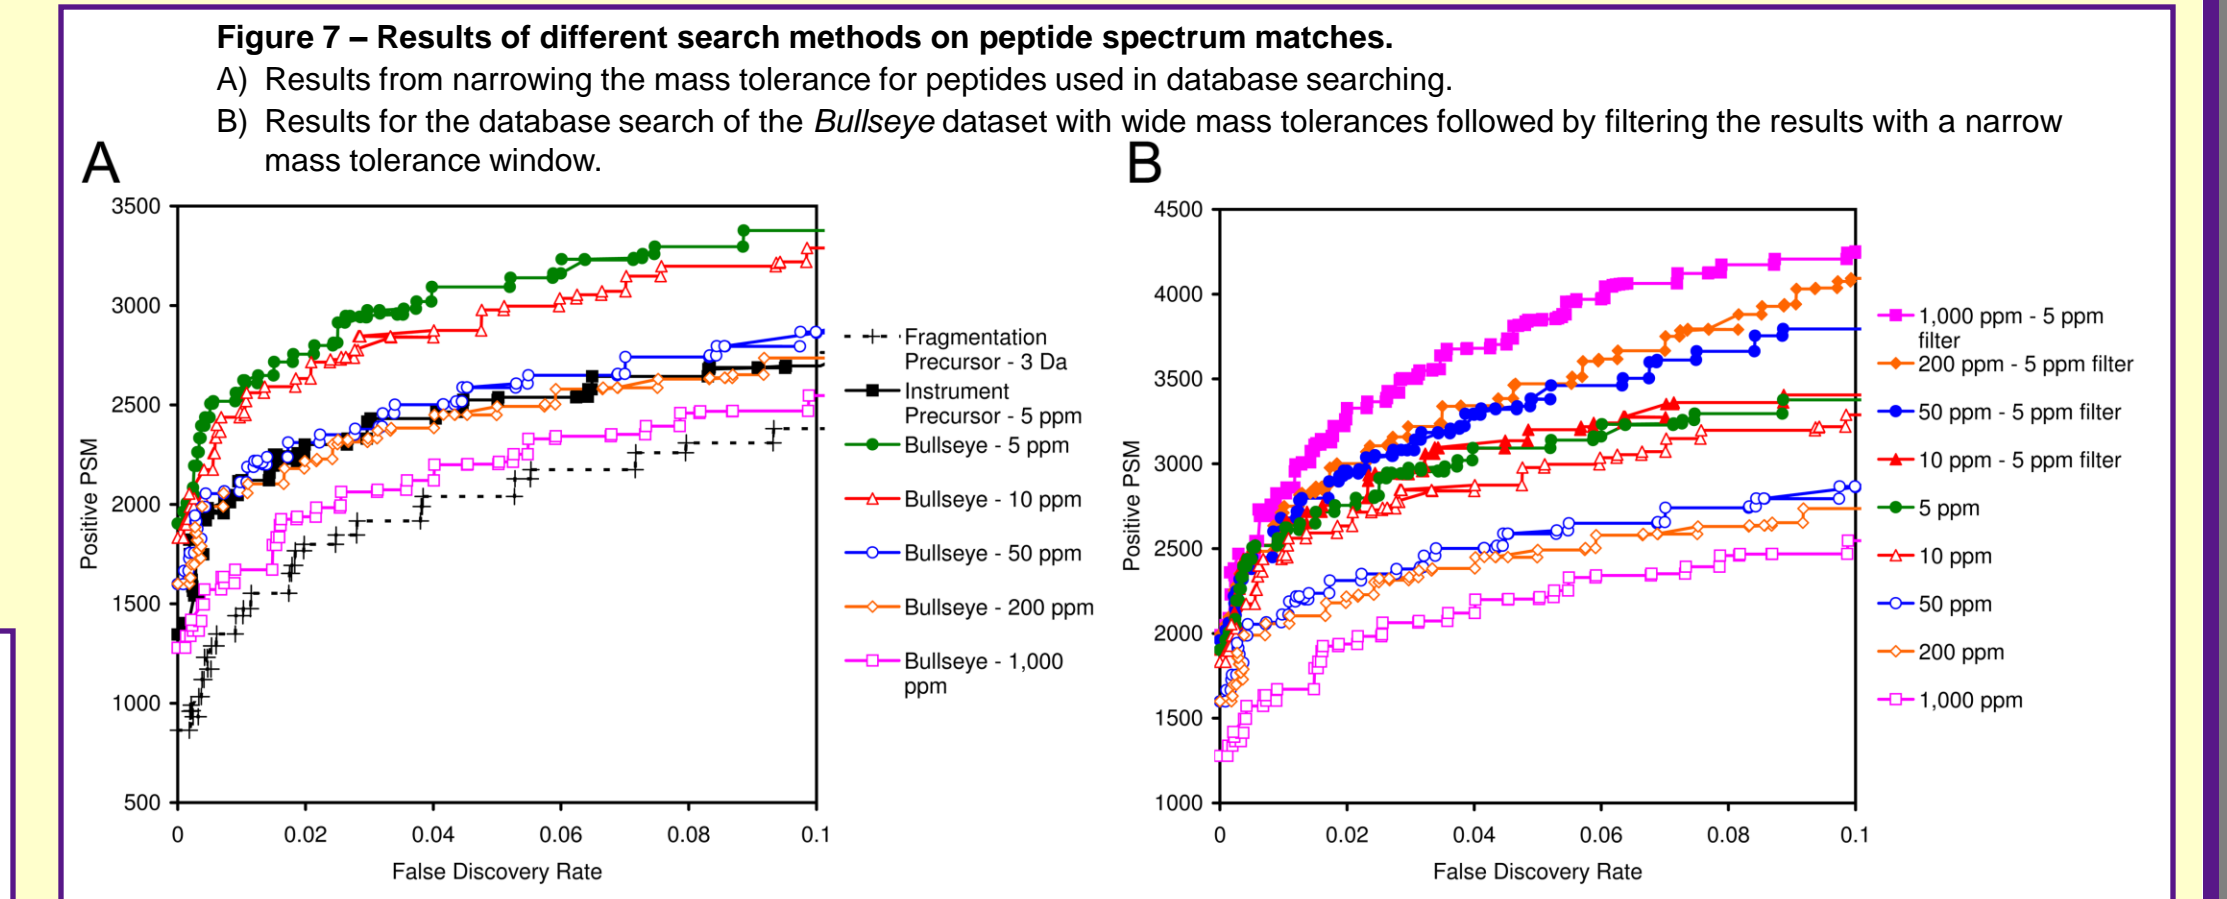 Figure 7 – Results of different search methods on peptide spectrum matches.
A) Results from narrowing the mass tolerance for peptides used in database searching.
B) Results for the database search of the Bullseye dataset with wide mass tolerances followed by filtering the results with a narrow
mass tolerance window.
A
3500
3000
2500
2000
1500
1000
500
Positive PSM
0 0.02 0.04 0.06 0.08 0.1
False Discovery Rate
Fragmentation
Precursor - 3 Da
Instrument
Precursor - 5 ppm
Bullseye - 5 ppm
Bullseye - 10 ppm
Bullseye - 50 ppm
Bullseye - 200 ppm
Bullseye - 1,000
ppm
B
4500
4000
3500
3000
2500
2000
1500
1000
Positive PSM
0 0.02 0.04 0.06 0.08 0.1
False Discovery Rate
1,000 ppm - 5 ppm
filter
200 ppm - 5 ppm filter
50 ppm - 5 ppm filter
10 ppm - 5 ppm filter
5 ppm
10 ppm
50 ppm
200 ppm
1,000 ppm